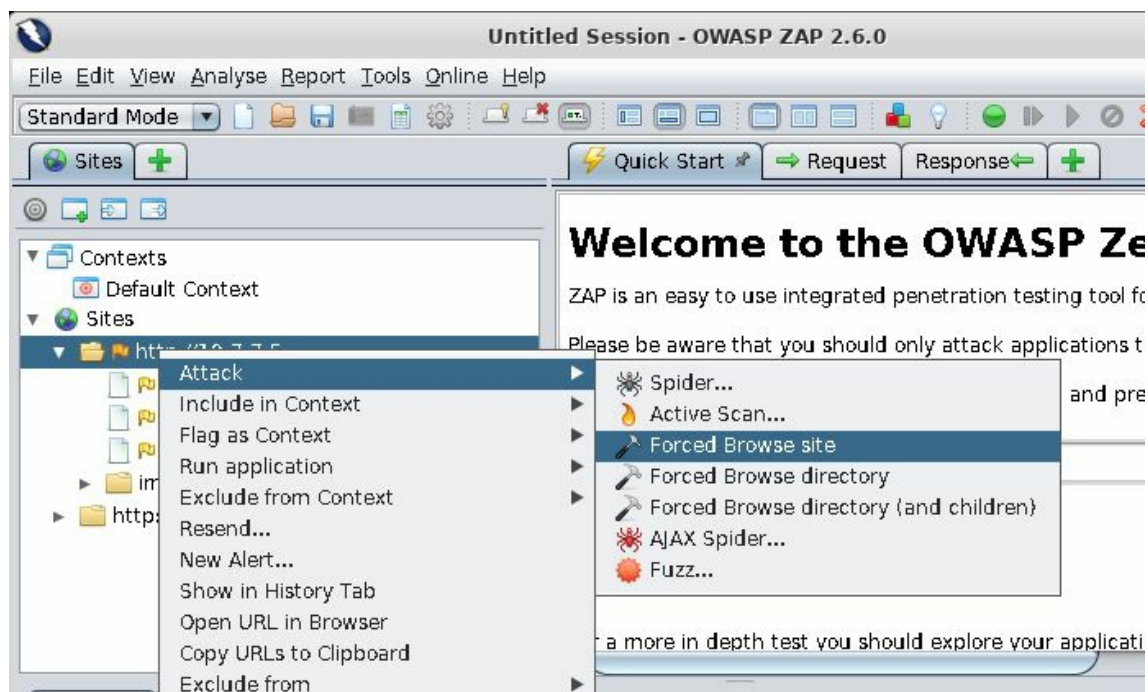 Untitled Session - OWASP ZAP 2.6.0
File Edit View Analyse Report Tools Online Help
Standard Mode
Sites
Quick Start Request Response
Contexts
Default Context
Sites
Welcome to the OWASP Ze
ZAP is an easy to use integrated penetration testing tool fo
Please be aware that you should only attack applications t
and pre
Attack
Include in Context
Flag as Context
Run application
Exclude from Context
Resend...
New Alert...
Show in History Tab
Open URL in Browser
Copy URLs to Clipboard
Exclude from
Spider...
Active Scan...
Forced Browse site
Forced Browse directory
Forced Browse directory (and children)
AJAX Spider...
Fuzz...
im
https:
a more in depth test you should explore your applicati